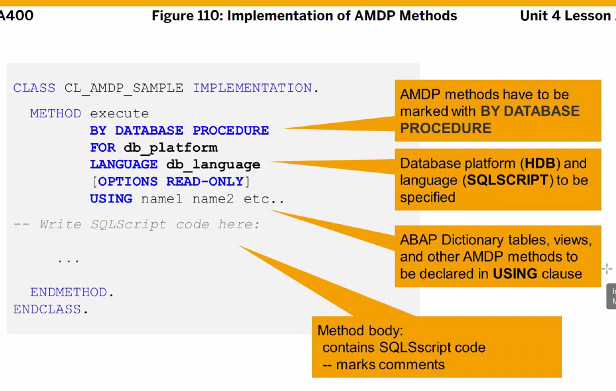 A400
Figure 110: Implementation of AMDP Methods
Unit 4 Lesson
CLASS CL_AMDP_SAMPLE IMPLEMENTATION.
METHOD execute
BY DATABASE PROCEDURE
FOR db_platform
LANGUAGE db_language
[OPTIONS READ-ONLY]
USING name1 name2 etc..
-- Write SQLScript code here:
...
ENDMETHOD.
ENDCLASS.
AMDP methods have to be
marked with BY DATABASE
PROCEDURE
Database platform (HDB) and
language (SQLSCRIPT) to be
specified
ABAP Dictionary tables, views,
and other AMDP methods to
be declared in USING clause
Method body:
contains SQLSscript code
-- marks comments